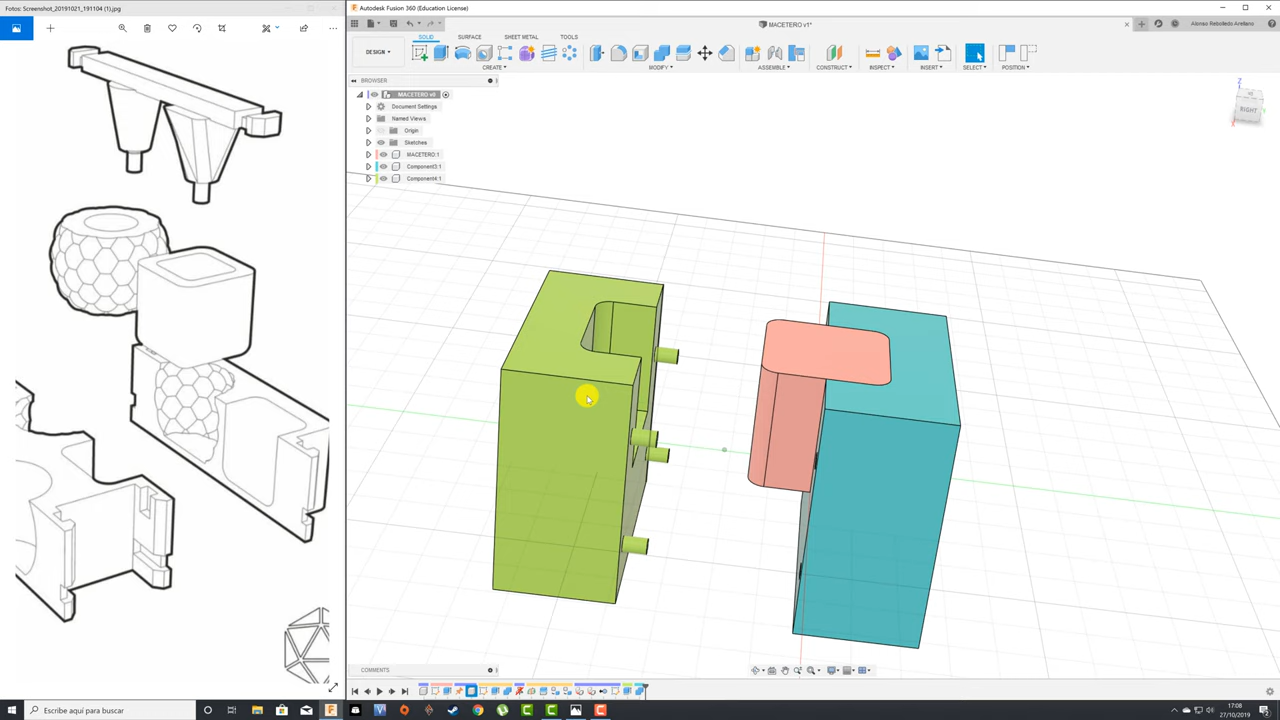 Fotos: Screenshot_20191021_191104 (1).jpg
Autodesk Fusion 360 (Education License)
MACETERO v1*
Alonso Rebolledo Arellano
SOLID
SURFACE
SHEET METAL
TOOLS
DESIGN
CREATE
MODIFY
ASSEMBLE
CONSTRUCT
INSPECT
INSERT
SELECT
POSITION
BROWSER
MACETERO v0
Document Settings
Named Views
Origin
Sketches
MACETERO:1
Component3:1
Component4:1
Z
RIGHT
COMMENTS
Escribe aquí para buscar
17:08
27/10/2019